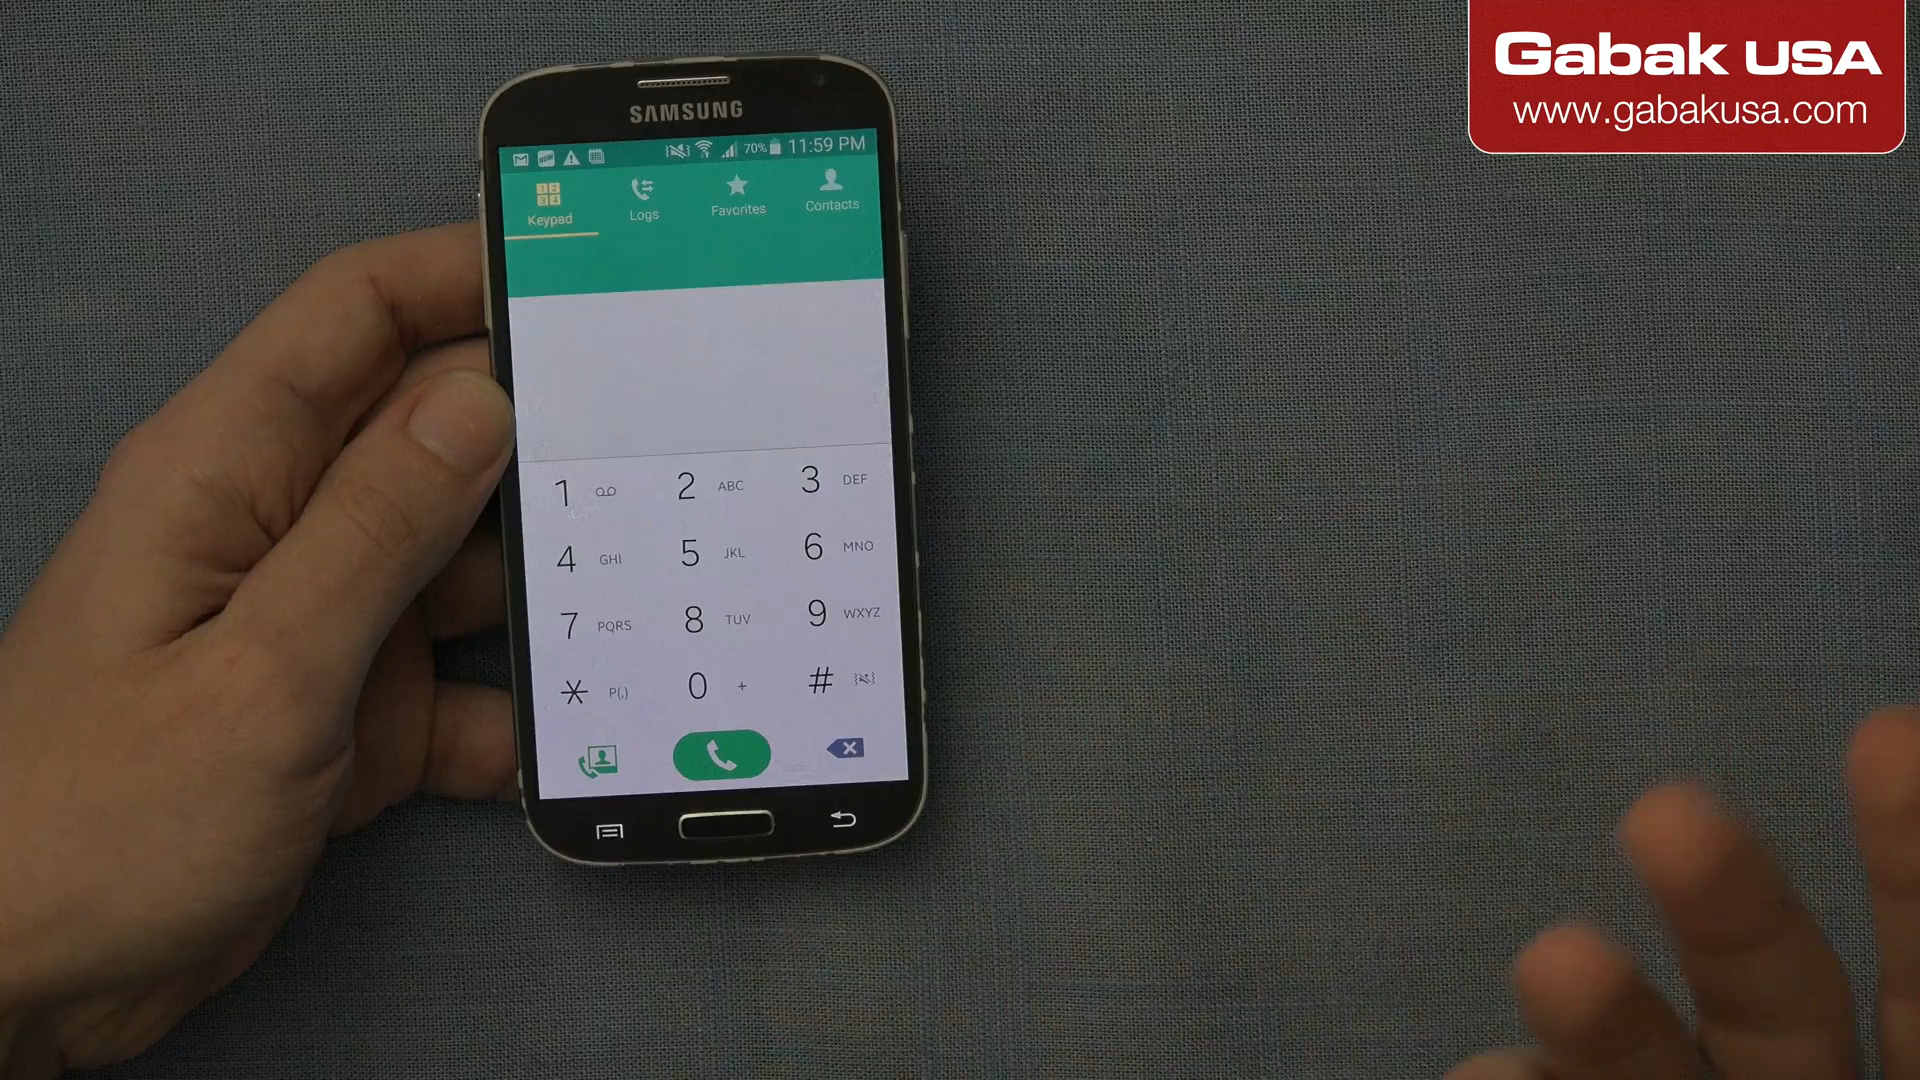 Gabak USA
www.gabakusa.com
SAMSUNG
70% 11:59 PM
Keypad Logs Favorites Contacts
1 2 ABC 3 DEF
4 GHI 5 JKL 6 MNO
7 PQRS 8 TUV 9 WXYZ
* P(,) 0 + #